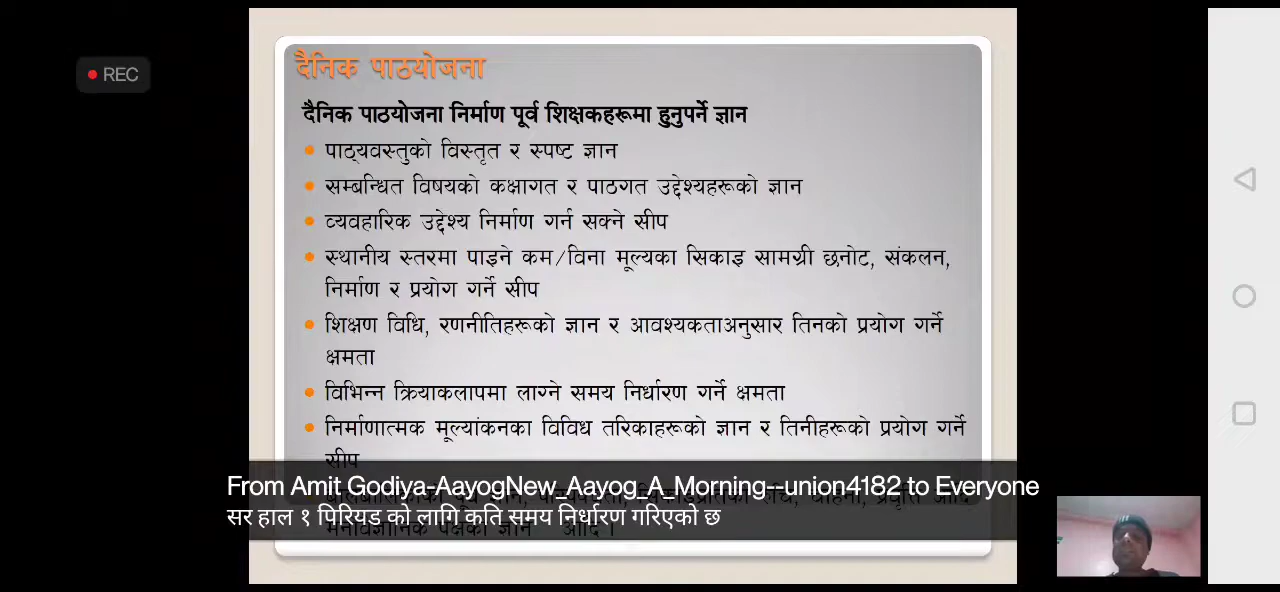 REC
दैनिक पाठयोजना
दैनिक पाठयोजना निर्माण पूर्व शिक्षकहरूमा हुनुपर्ने ज्ञान
पाठ्यवस्तुको विस्तृत र स्पष्ट ज्ञान
सम्बन्धित विषयको कक्षागत र पाठगत उद्देश्यहरूको ज्ञान
व्यवहारिक उद्देश्य निर्माण गर्न सक्ने सीप
स्थानीय स्तरमा पाइने कम/विना मूल्यका सिकाइ सामग्री छनोट, संकलन,
निर्माण र प्रयोग गर्ने सीप
शिक्षण विधि, रणनीतिहरूको ज्ञान र आवश्यकताअनुसार तिनको प्रयोग गर्ने
क्षमता
विभिन्न क्रियाकलापमा लाग्ने समय निर्धारण गर्ने क्षमता
निर्माणात्मक मूल्यांकनका विविध तरिकाहरूको ज्ञान र तिनीहरूको प्रयोग गर्ने
सीप
From Amit Godiya-AayogNew_Aayog_A_Morning--union4182 to Everyone
सर हाल १ पिरियड को लागि कति समय निर्धारण गरिएको छ